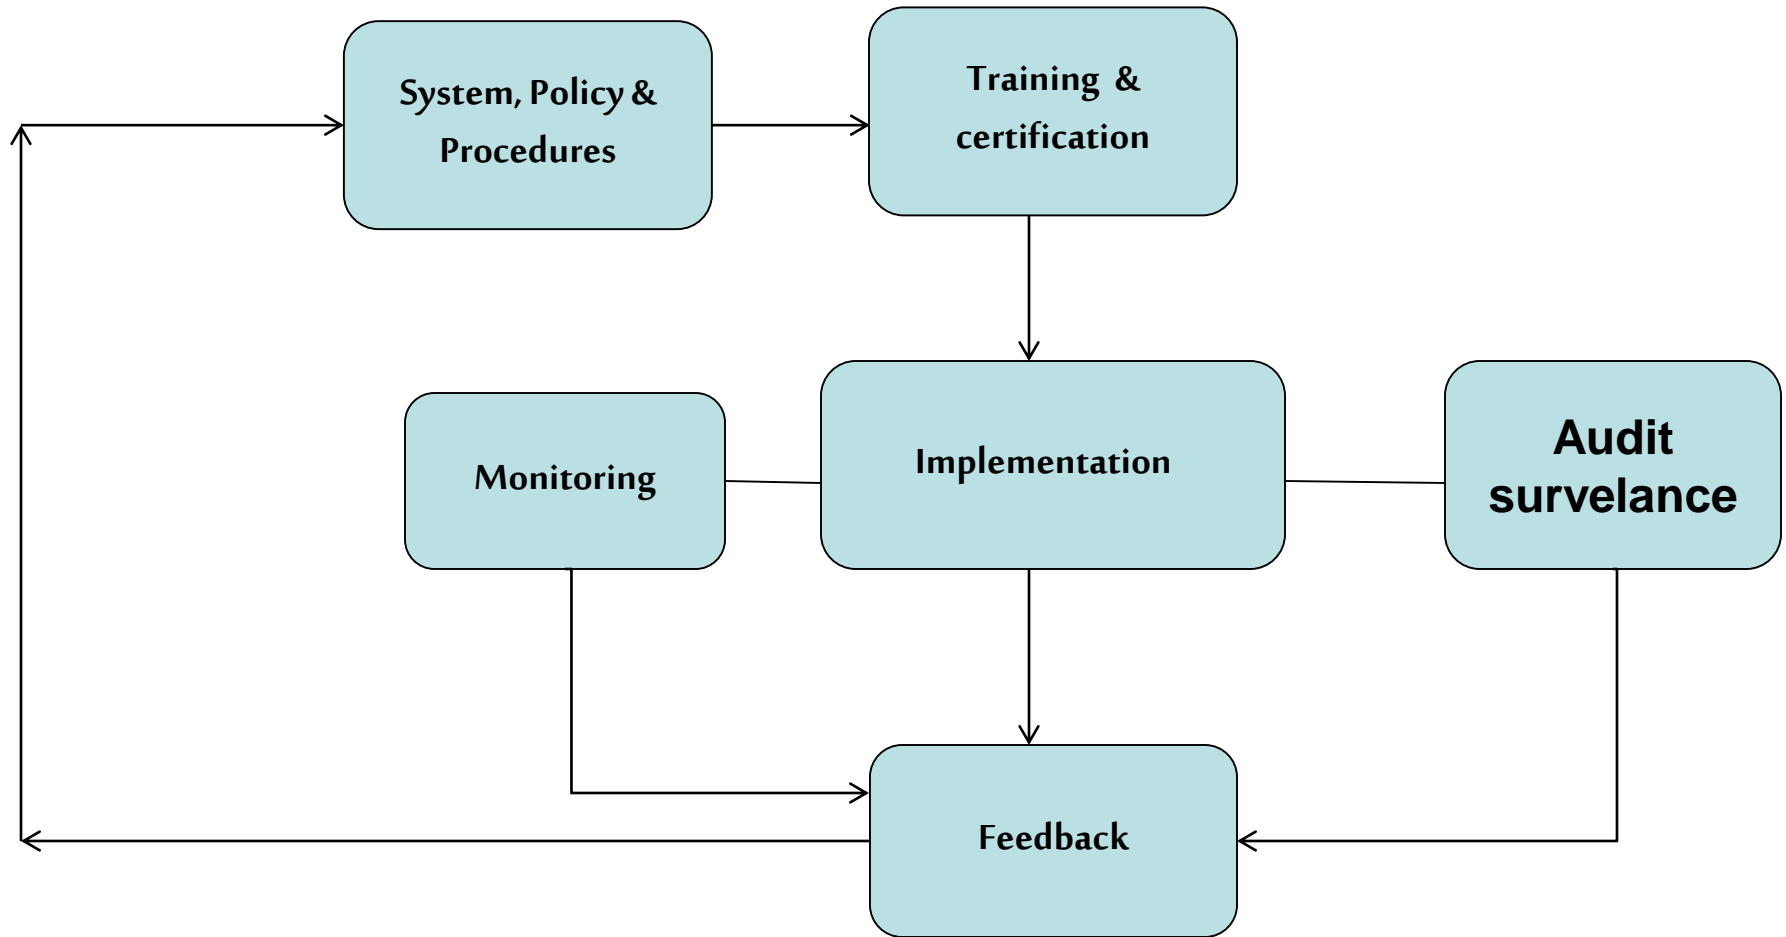 System, Policy &
Procedures
Training &
certification
Monitoring
Implementation
Audit
survelance
Feedback